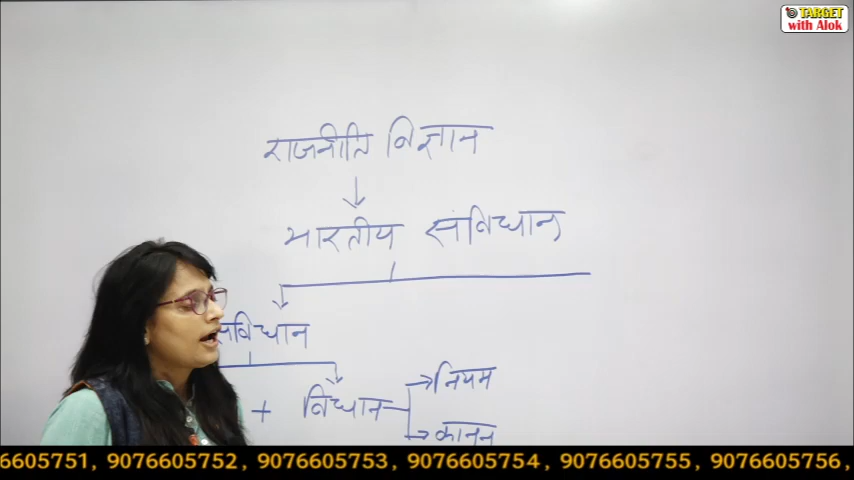 TARGET
with Alok
राजनीति विज्ञान
भारतीय संविधान
संविधान
+ विधान
नियम
कानून
6605751, 9076605752, 9076605753, 9076605754, 9076605755, 9076605756,